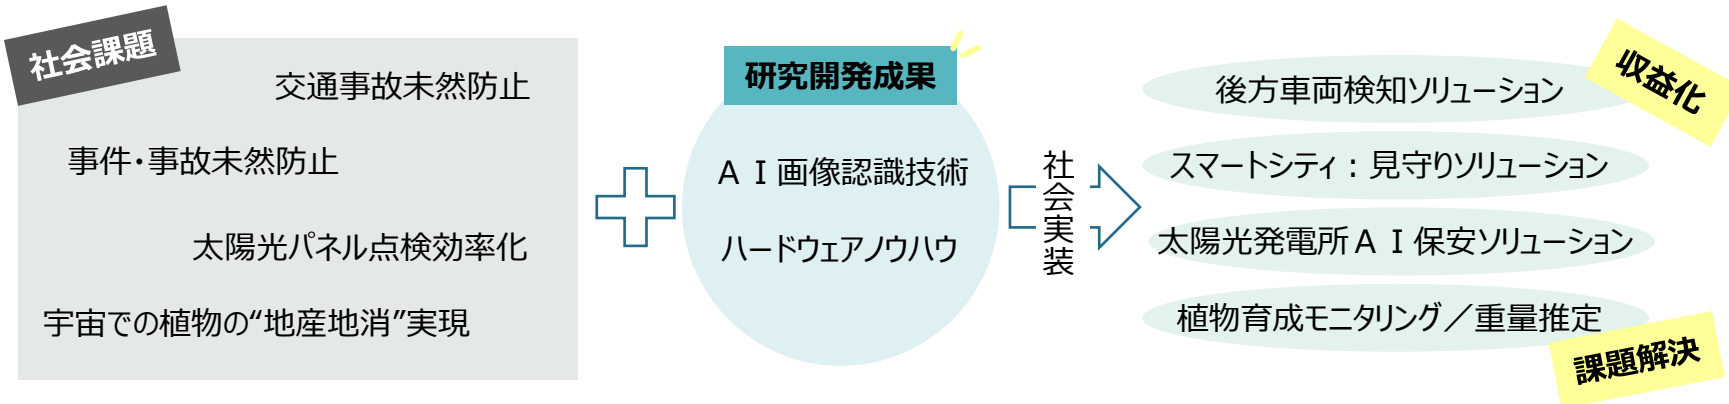 社会課題
交通事故未然防止
事件・事故未然防止
太陽光パネル点検効率化
宇宙での植物の“地産地消”実現
研究開発成果
ＡＩ画像認識技術
ハードウェアノウハウ
社会実装
収益化
後方車両検知ソリューション
スマートシティ：見守りソリューション
太陽光発電所ＡＩ保安ソリューション
植物育成モニタリング／重量推定
課題解決